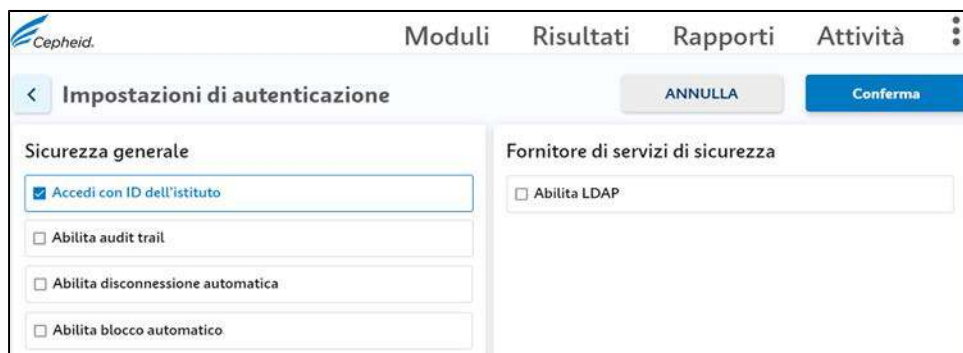 Cepheid.
Moduli Risultati Rapporti Attività
Impostazioni di autenticazione
ANNULLA
Conferma
Sicurezza generale
Accedi con ID dell'istituto
Abilita audit trail
Abilita disconnessione automatica
Abilita blocco automatico
Fornitore di servizi di sicurezza
Abilita LDAP